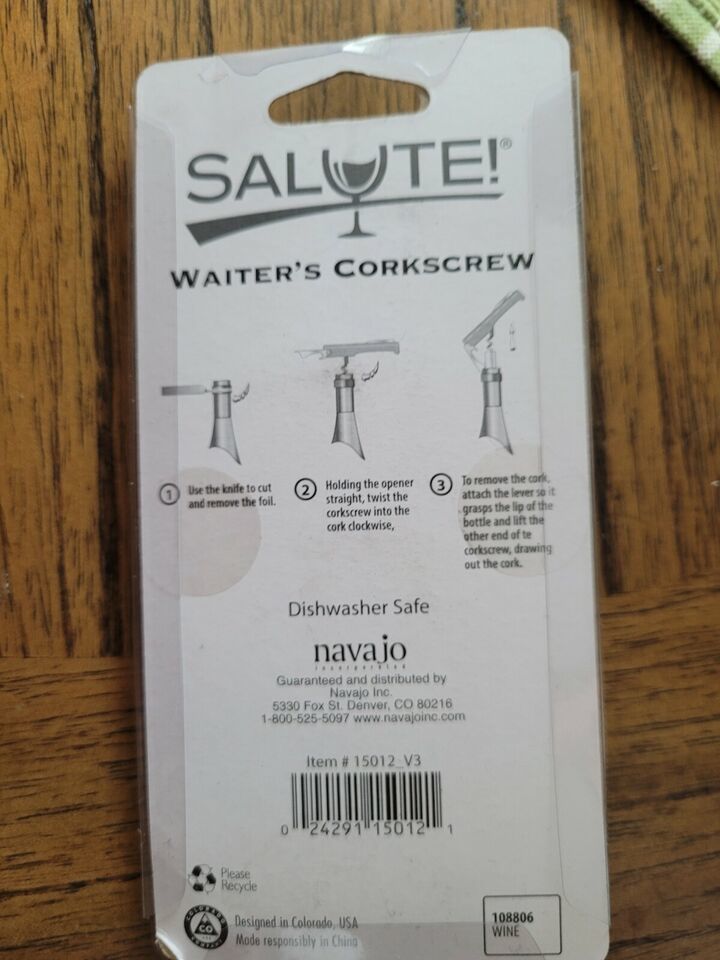 SALUTE!®
WAITER'S CORKSCREW
1 Use the knife to cut
and remove the foil.
2 Holding the opener
straight, twist the
corkscrew into the
cork clockwise,
3 To remove the cork,
attach the lever so it
grasps the lip of the
bottle and lift the
other end of te
corkscrew, drawing
out the cork.
Dishwasher Safe
navajo
incorporated
Guaranteed and distributed by
Navajo Inc.
5330 Fox St. Denver, CO 80216
1-800-525-5097 www.navajoinc.com
Item # 15012_V3
0 24291 15012 1
Please
Recycle
COLORADO
CO
COMPANY
Designed in Colorado, USA
Made responsibly in China
108806
WINE